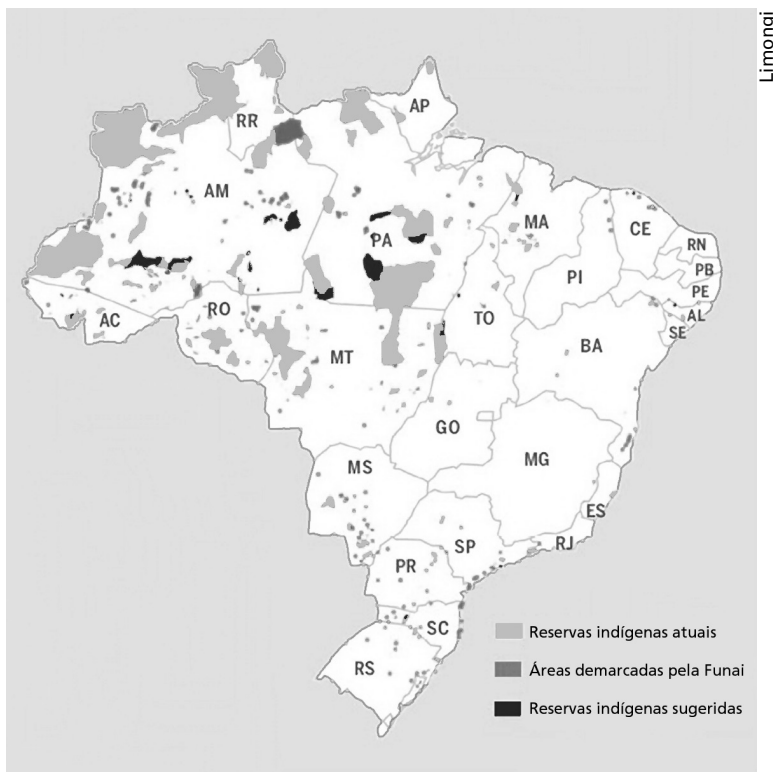 Limongi
RR
AP
AM
PA
MA
CE
RN
PB
PE
AL
SE
PI
TO
BA
AC
RO
MT
GO
MG
MS
ES
SP
RJ
PR
SC
RS
Reservas indígenas atuais
Áreas demarcadas pela Funai
Reservas indígenas sugeridas